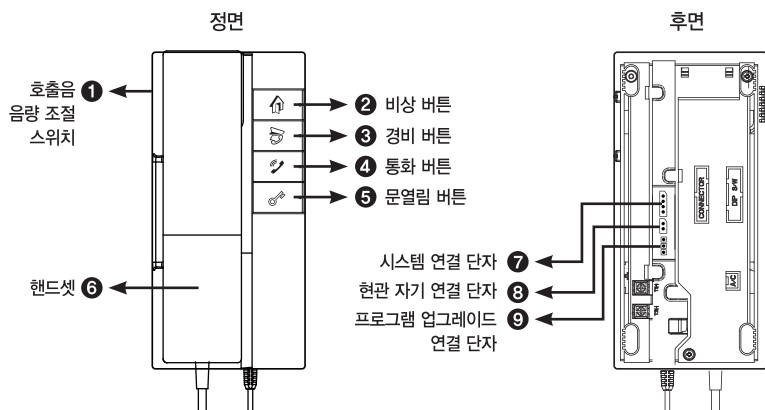 정면
호출음 ❶
음량 조절
스위치
❷ 비상 버튼
❸ 경비 버튼
❹ 통화 버튼
❺ 문열림 버튼
핸드셋 ❻
후면
CONNECTOR
DIP S/W
시스템 연결 단자 ❼
현관 자기 연결 단자 ❽
프로그램 업그레이드 ❾
연결 단자
A/C